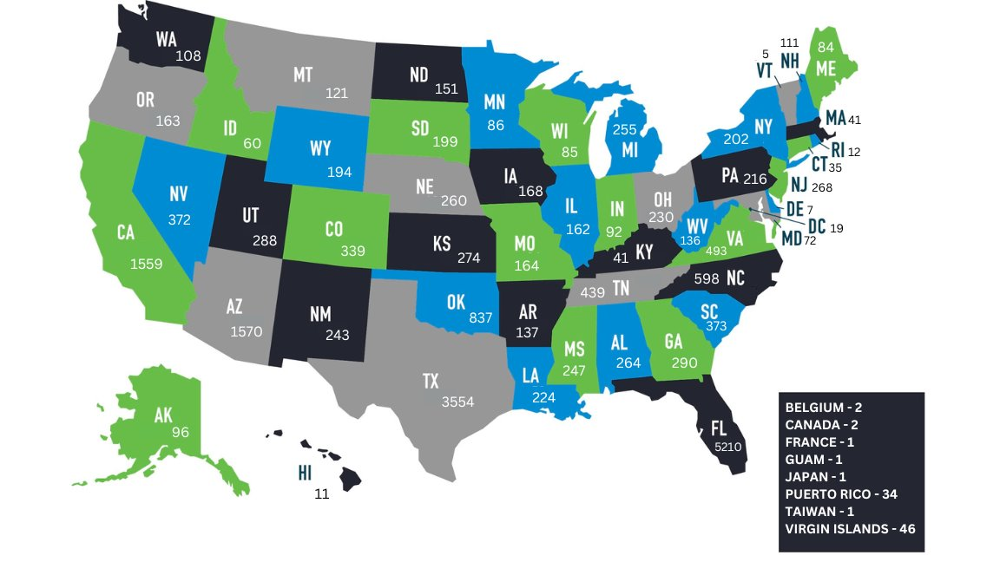 WA
108
OR
163
CA
1559
NV
372
ID
60
MT
121
WY
194
UT
288
CO
339
AZ
1570
NM
243
ND
151
SD
199
NE
260
KS
274
OK
837
TX
3554
MN
86
IA
168
MO
164
AR
137
LA
224
WI
85
IL
162
255
MI
IN
92
OH
230
41 KY
439 TN
MS
247
AL
264
GA
290
FL
5210
SC
373
598 NC
493 VA
WV
136
PA 216
202 NY
5
VT
111
NH
84
ME
MA 41
RI 12
CT 35
NJ 268
DE 7
DC 19
MD 72
AK
96
HI
11
BELGIUM - 2
CANADA - 2
FRANCE - 1
GUAM - 1
JAPAN - 1
PUERTO RICO - 34
TAIWAN - 1
VIRGIN ISLANDS - 46